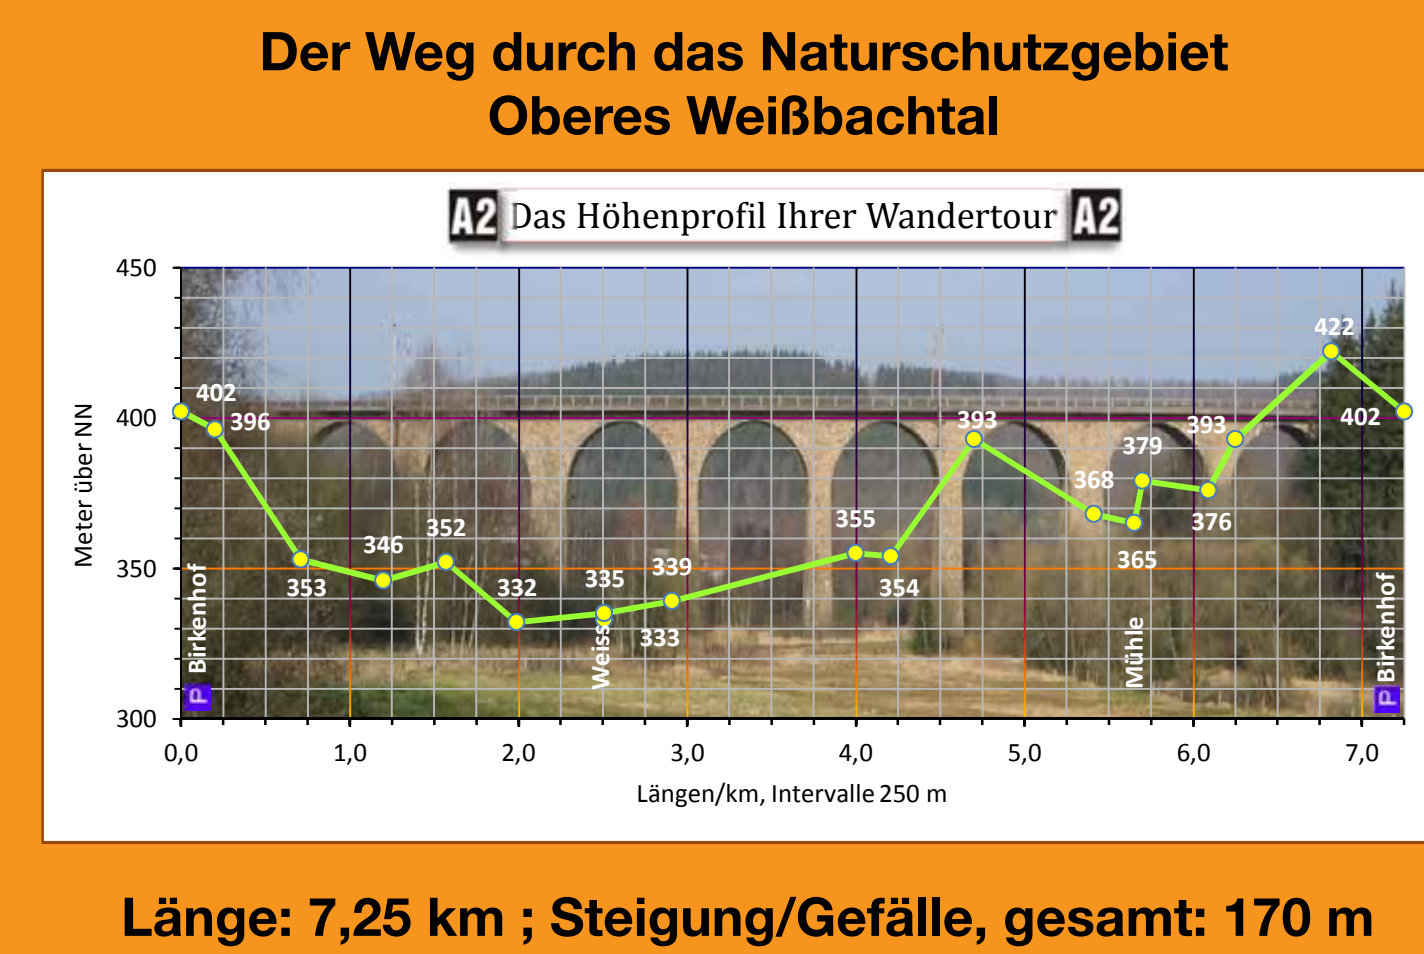 Der Weg durch das Naturschutzgebiet
Oberes Weißbachtal
A2 Das Höhenprofil Ihrer Wandertour A2
Meter über NN
450
400
350
300
402
396
353
346
352
332
335
333
339
355
354
393
368
365
379
376
393
422
402
P Birkenhof
Weiss
Mühle
P Birkenhof
0,0 1,0 2,0 3,0 4,0 5,0 6,0 7,0
Längen/km, Intervalle 250 m
Länge: 7,25 km ; Steigung/Gefälle, gesamt: 170 m